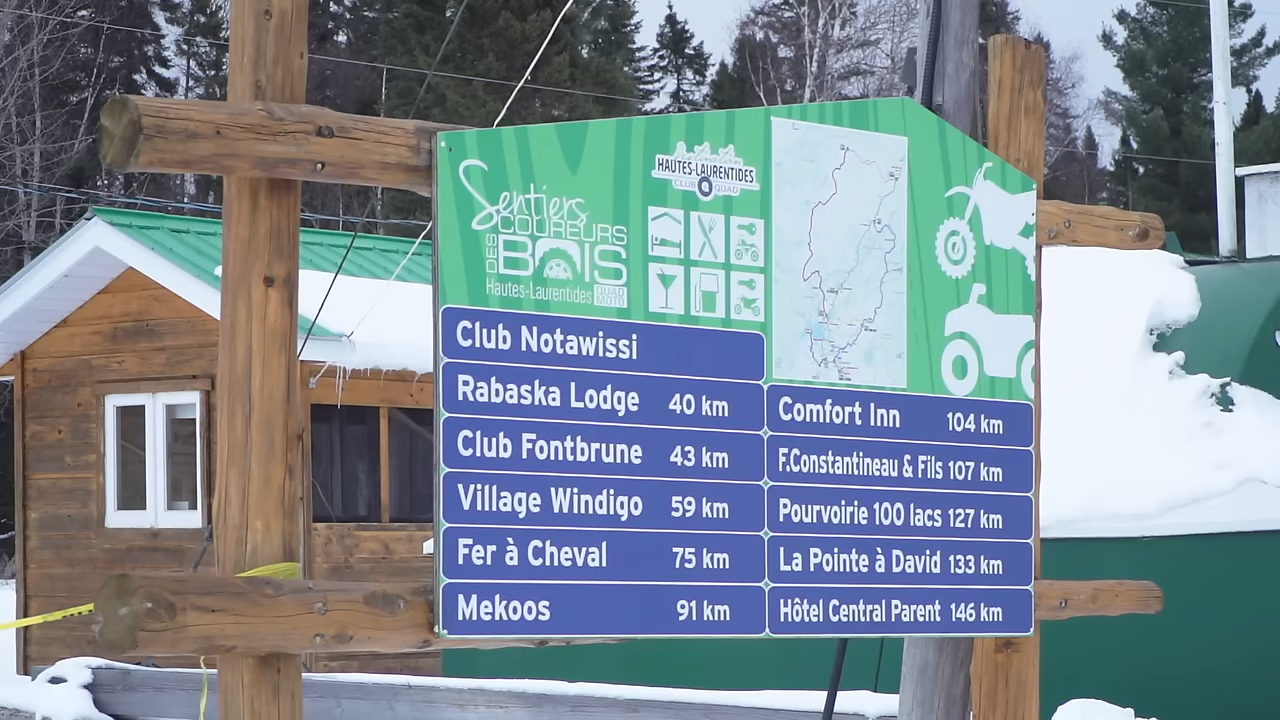 Sentiers
DES COUREURS
BOIS
Hautes-Laurentides QUAD MOTO
Destination
HAUTES-LAURENTIDES
CLUB QUAD
Club Notawissi
Rabaska Lodge 40 km
Club Fontbrune 43 km
Village Windigo 59 km
Fer à Cheval 75 km
Mekoos 91 km
Comfort Inn 104 km
F.Constantineau & Fils 107 km
Pourvoirie 100 lacs 127 km
La Pointe à David 133 km
Hôtel Central Parent 146 km